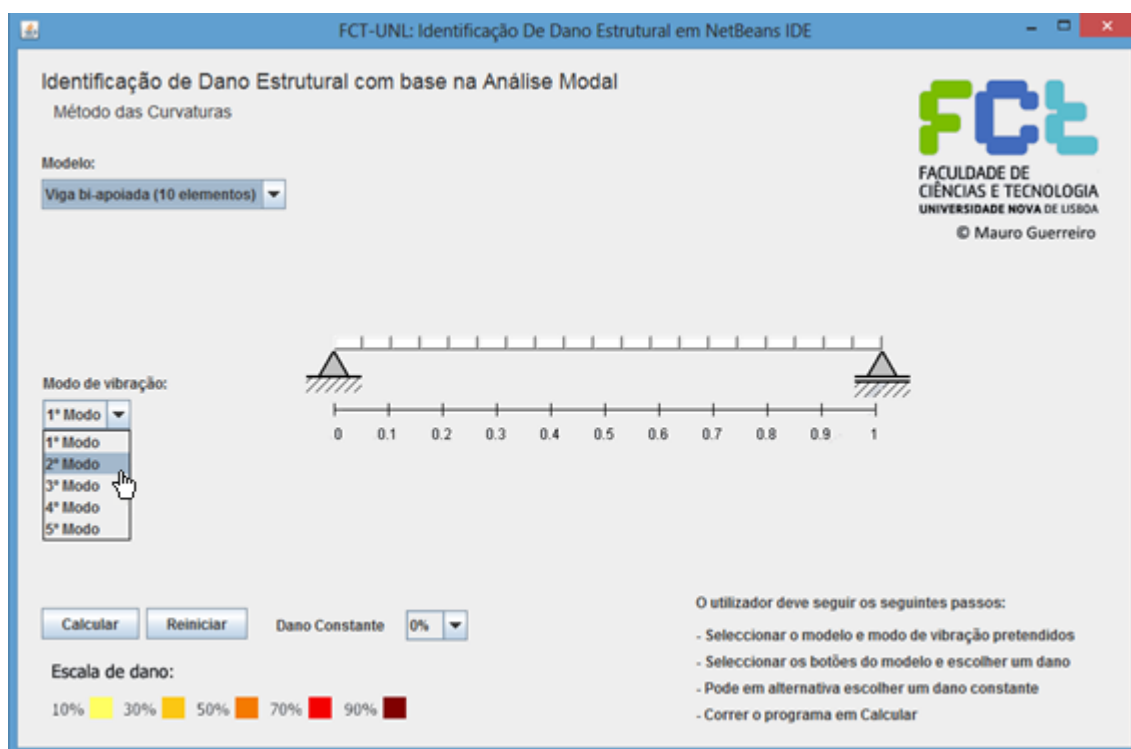 FCT-UNL: Identificação De Dano Estrutural em NetBeans IDE
Identificação de Dano Estrutural com base na Análise Modal
Método das Curvaturas
FCt
FACULDADE DE
CIÊNCIAS E TECNOLOGIA
UNIVERSIDADE NOVA DE LISBOA
© Mauro Guerreiro
Modelo:
Viga bi-apoiada (10 elementos)
Modo de vibração:
1º Modo
1º Modo
2º Modo
3º Modo
4º Modo
5º Modo
0 0.1 0.2 0.3 0.4 0.5 0.6 0.7 0.8 0.9 1
Calcular Reiniciar Dano Constante 0%
Escala de dano:
10% 30% 50% 70% 90%
O utilizador deve seguir os seguintes passos:
- Seleccionar o modelo e modo de vibração pretendidos
- Seleccionar os botões do modelo e escolher um dano
- Pode em alternativa escolher um dano constante
- Correr o programa em Calcular